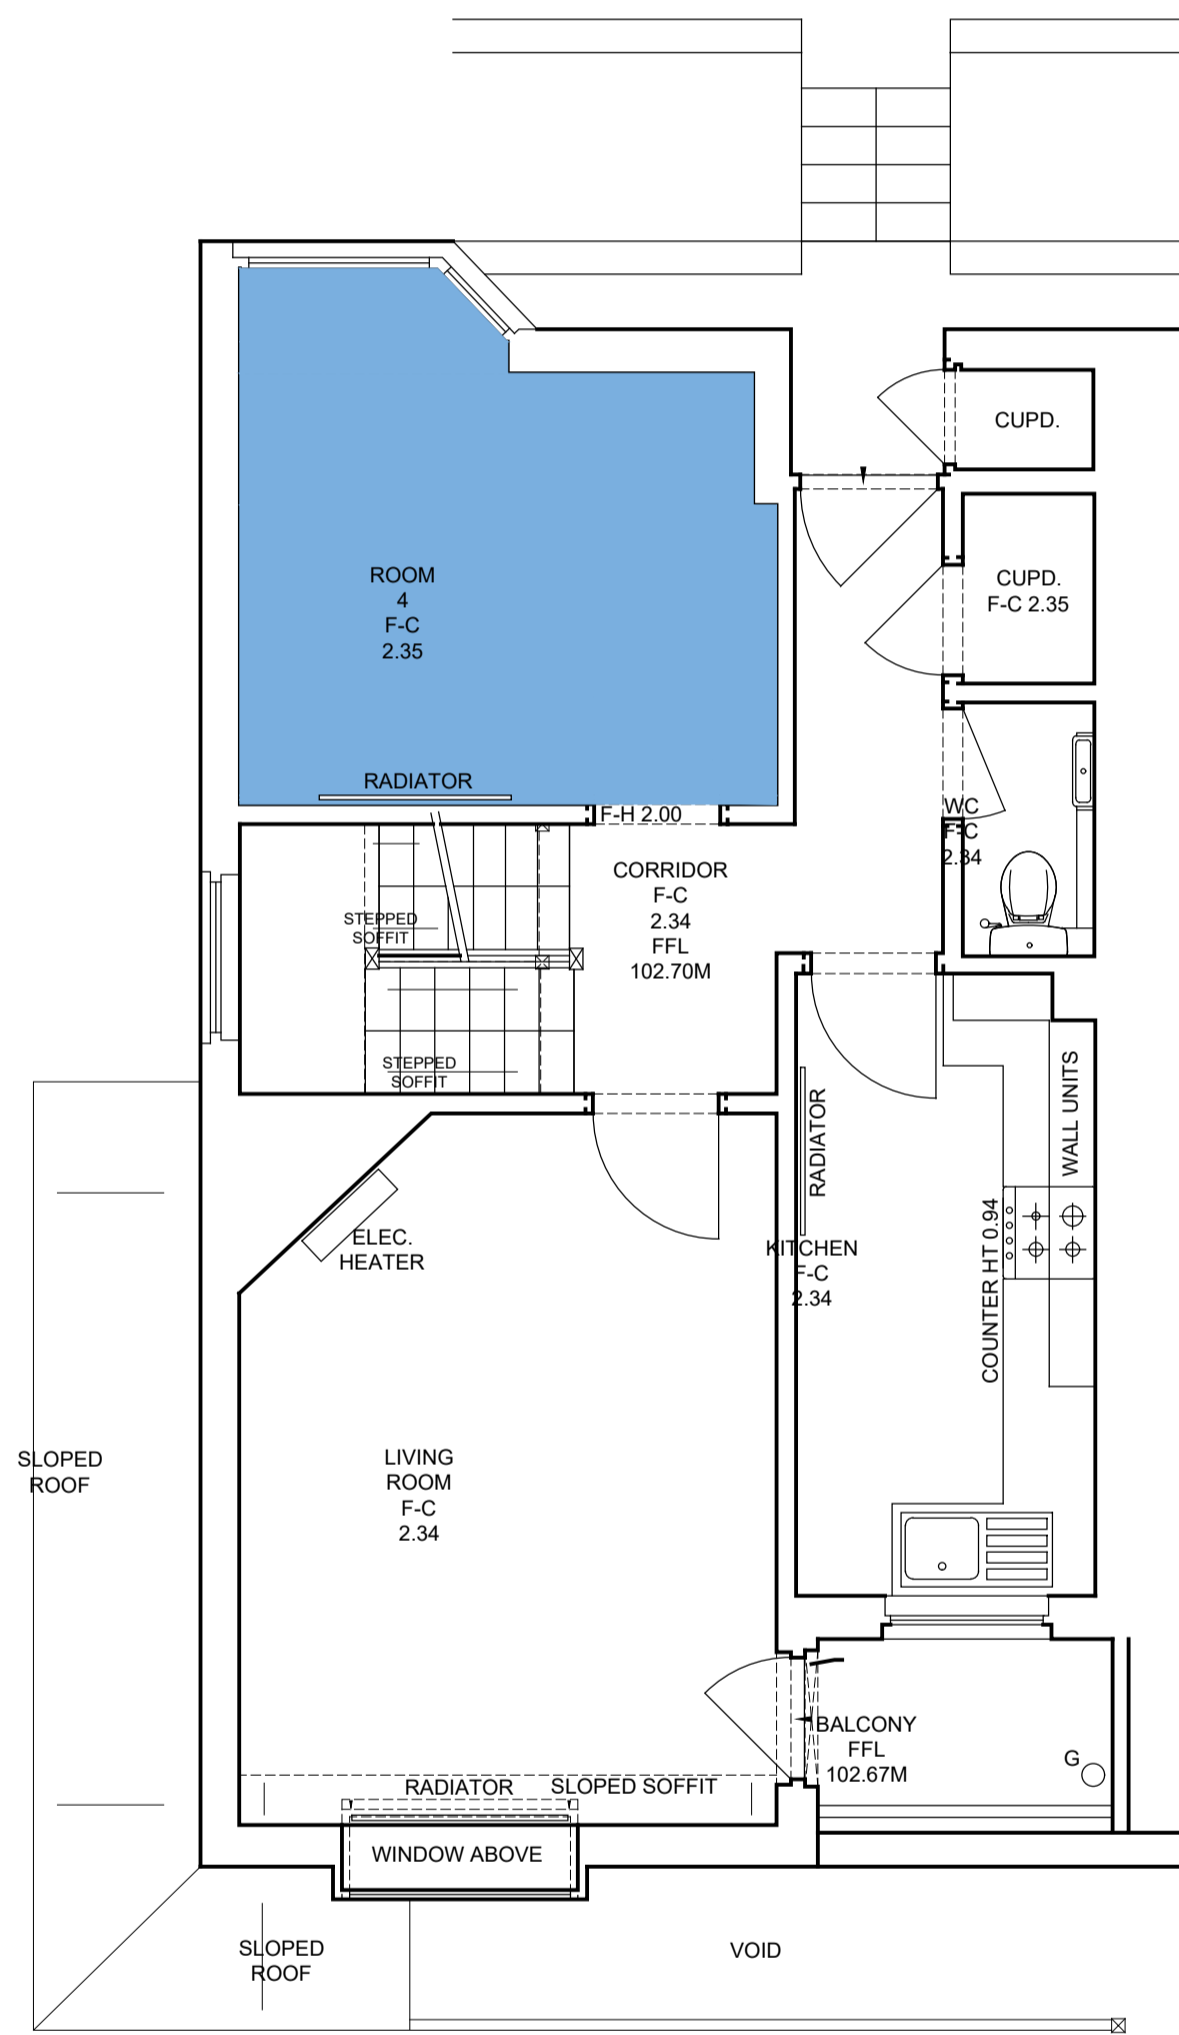 CUPD.
ROOM
4
F-C
2.35
CUPD.
F-C 2.35
RADIATOR
F-H 2.00
WC
F-C
2.34
CORRIDOR
F-C
2.34
FFL
102.70M
STEPPED
SOFFIT
STEPPED
SOFFIT
WALL UNITS
RADIATOR
COUNTER HT 0.94
ELEC.
HEATER
KITCHEN
F-C
2.34
SLOPED
ROOF
LIVING
ROOM
F-C
2.34
BALCONY
FFL
102.67M
G
RADIATOR
SLOPED SOFFIT
WINDOW ABOVE
SLOPED
ROOF
VOID